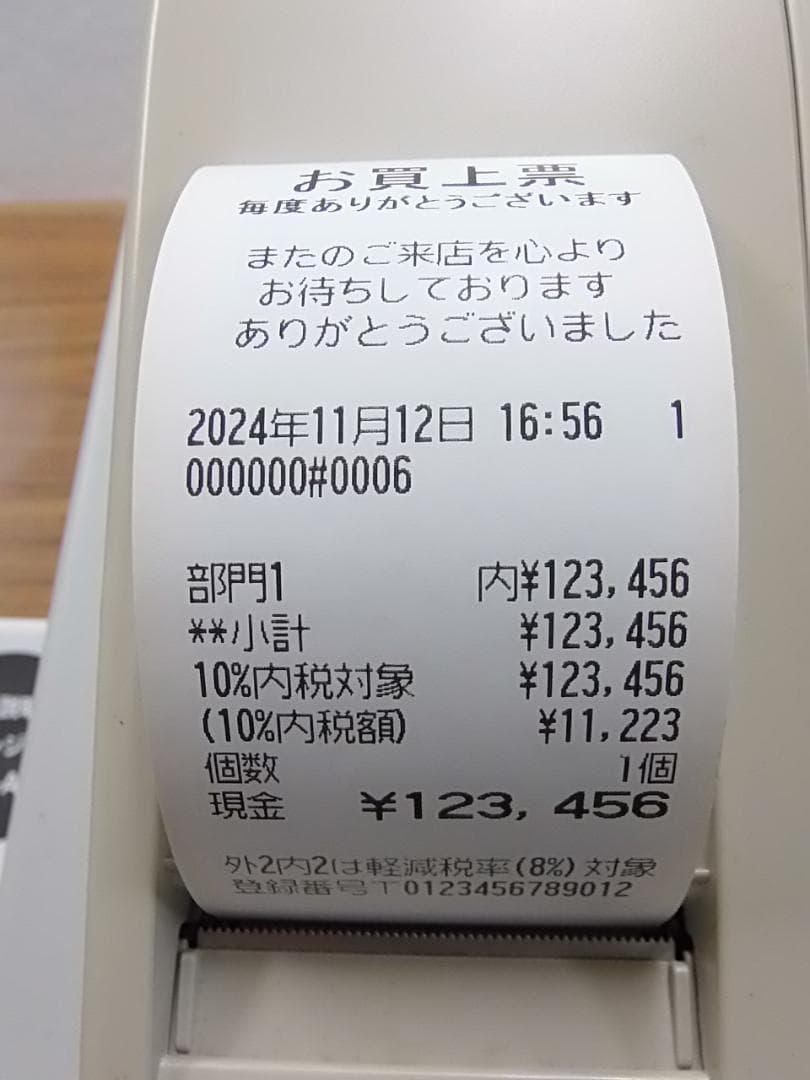 お買上票
毎度ありがとうございます
またのご来店を心より
お待ちしております
ありがとうございました
2024年11月12日 16:56 1
000000#0006
部門1 内¥123,456
**小計 ¥123,456
10%内税対象 ¥123,456
(10%内税額) ¥11,223
個数 1個
現金 ¥123,456
外2内2は軽減税率(8%)対象
登録番号T0123456789012